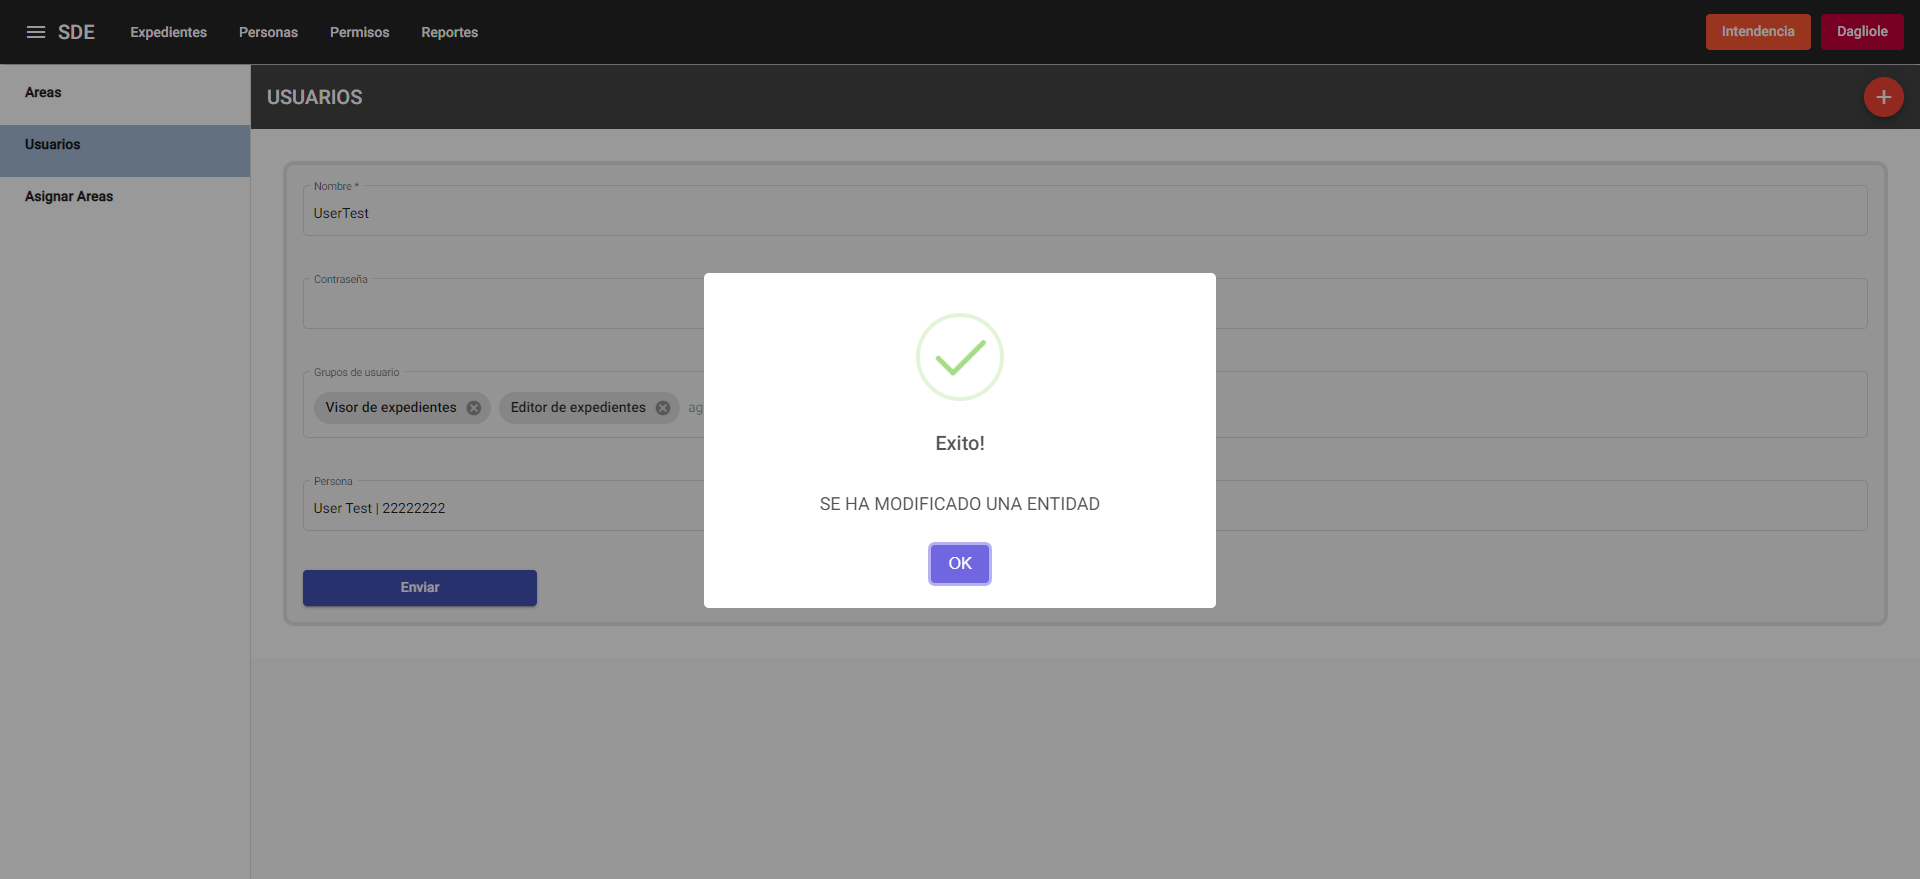 SDE Expedientes Personas Permisos Reportes Intendencia Dagliole
Areas
Usuarios
Asignar Areas
USUARIOS
Nombre *
UserTest
Contraseña
Grupos de usuario
Visor de expedientes Editor de expedientes ag
Persona
User Test | 22222222
Enviar
Exito!
SE HA MODIFICADO UNA ENTIDAD
OK